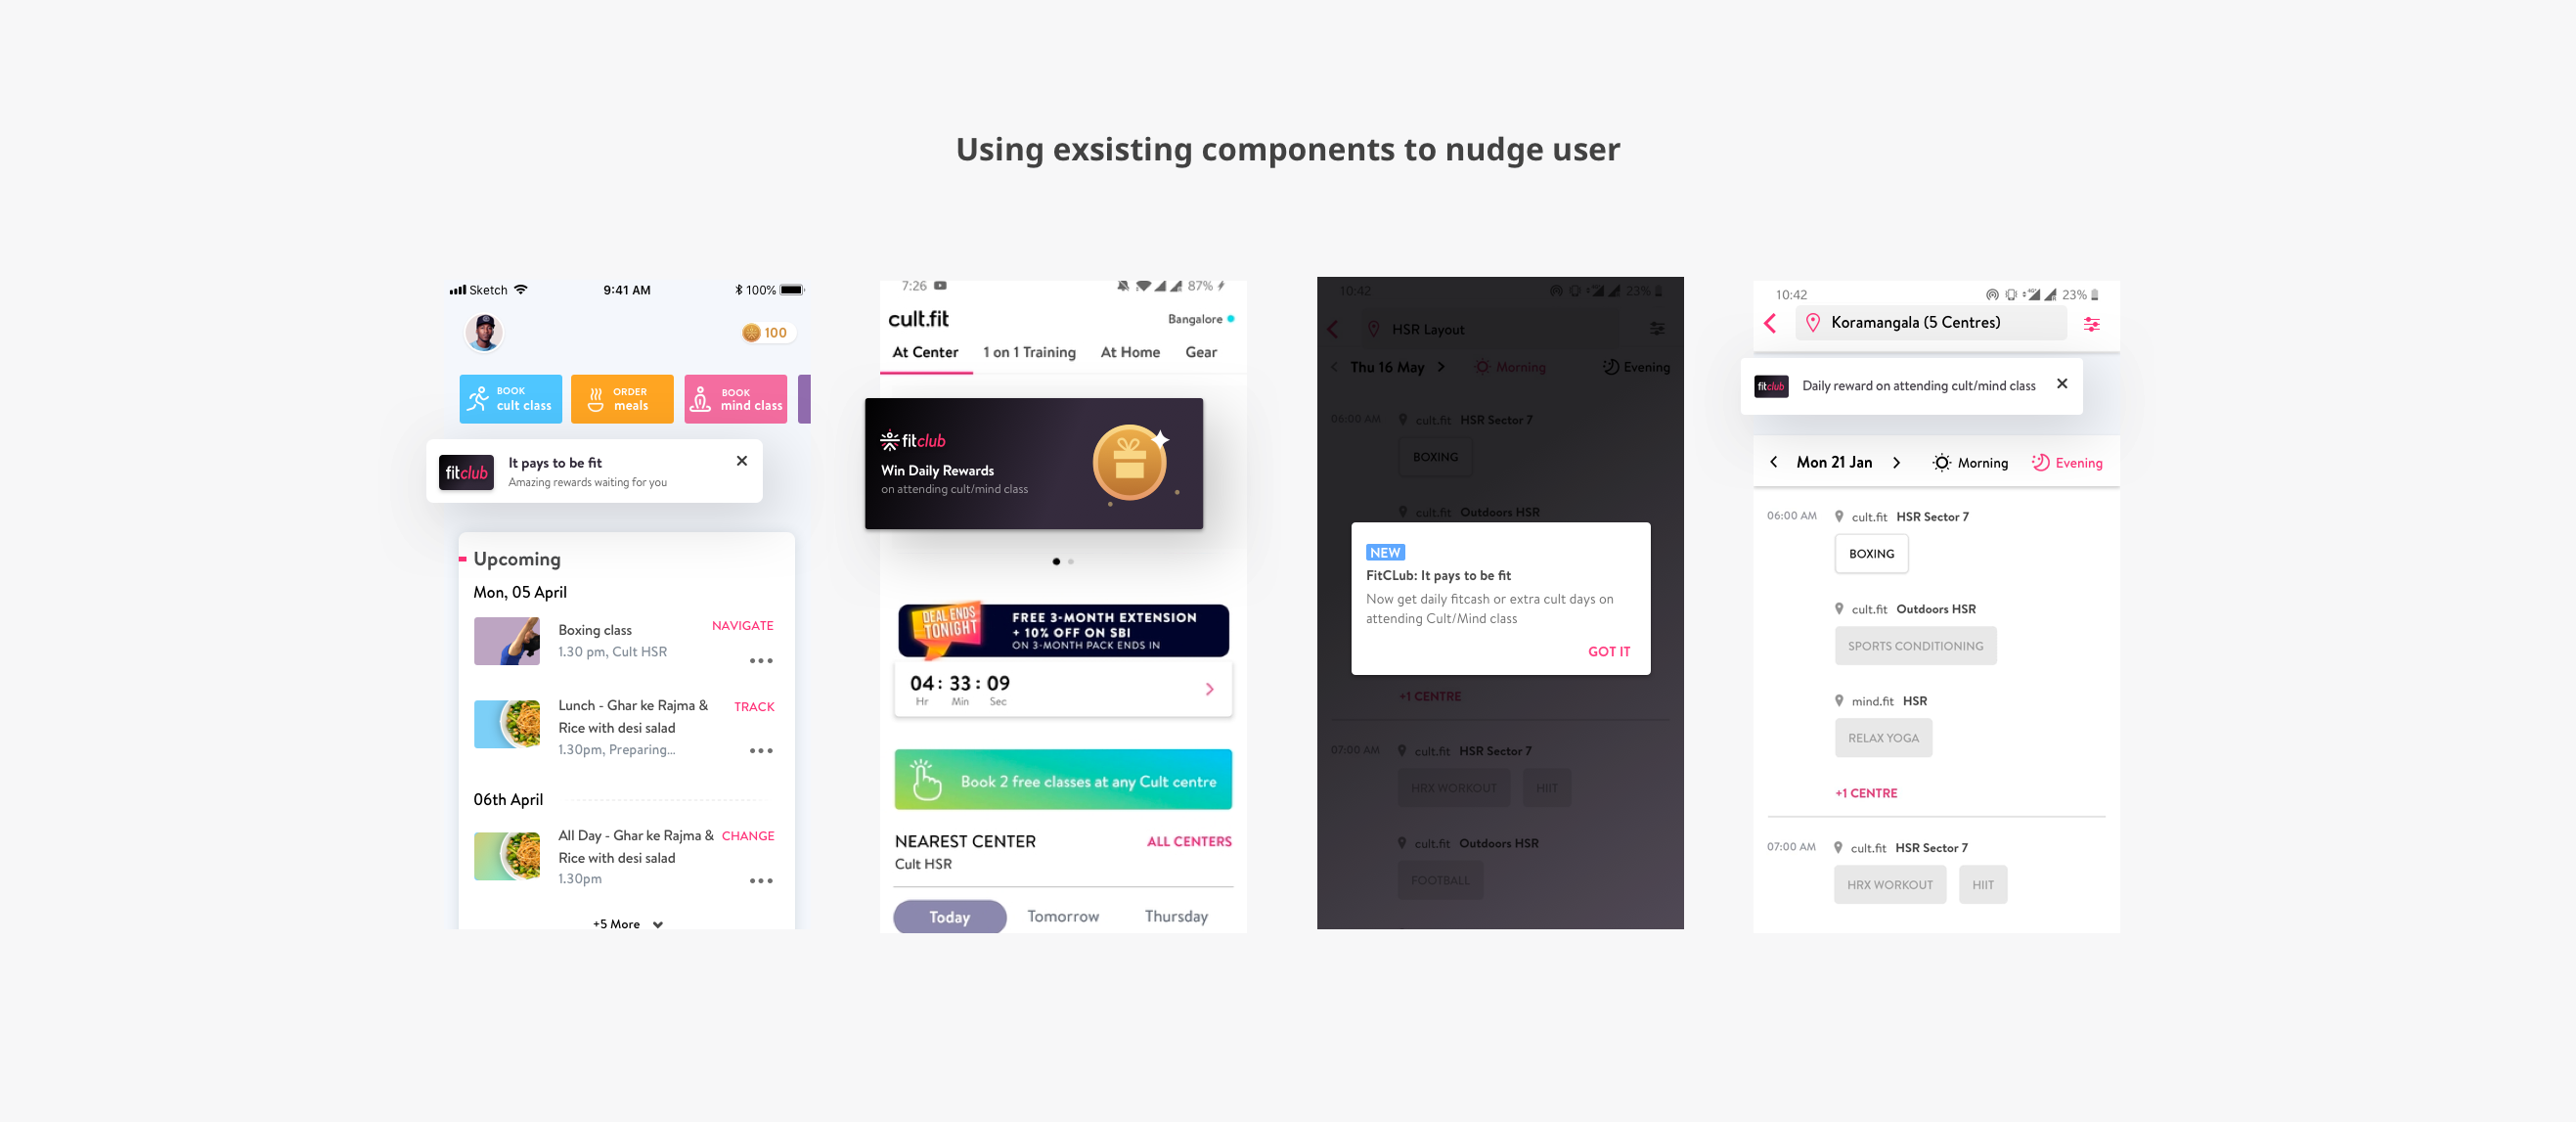 Using exsisting components to nudge user
Sketch 9:41 AM 100%
100
BOOK
cult class
ORDER
meals
BOOK
mind class
fitclub
It pays to be fit
Amazing rewards waiting for you
Upcoming
Mon, 05 April
Boxing class
1.30 pm, Cult HSR
NAVIGATE
Lunch - Ghar ke Rajma &
Rice with desi salad
1.30pm, Preparing...
TRACK
06th April
All Day - Ghar ke Rajma &
Rice with desi salad
1.30pm
CHANGE
+5 More
7:26 87%
cult.fit
Bangalore
At Center 1 on 1 Training At Home Gear
fitclub
Win Daily Rewards
on attending cult/mind class
DEAL ENDS
TONIGHT
FREE 3-MONTH EXTENSION
+ 10% OFF ON SBI
ON 3-MONTH PACK ENDS IN
04 : 33 : 09
Hr Min Sec
Book 2 free classes at any Cult centre
NEAREST CENTER
Cult HSR
ALL CENTERS
Today Tomorrow Thursday
10:42 23%
HSR Layout
Thu 16 May Morning Evening
06:00 AM cult.fit HSR Sector 7
BOXING
cult.fit Outdoors HSR
NEW
FitCLub: It pays to be fit
Now get daily fitcash or extra cult days on
attending Cult/Mind class
GOT IT
+1 CENTRE
07:00 AM cult.fit HSR Sector 7
HRX WORKOUT HIIT
cult.fit Outdoors HSR
FOOTBALL
10:42 4G 23%
Koramangala (5 Centres)
fitclub
Daily reward on attending cult/mind class
Mon 21 Jan Morning Evening
06:00 AM cult.fit HSR Sector 7
BOXING
cult.fit Outdoors HSR
SPORTS CONDITIONING
mind.fit HSR
RELAX YOGA
+1 CENTRE
07:00 AM cult.fit HSR Sector 7
HRX WORKOUT HIIT